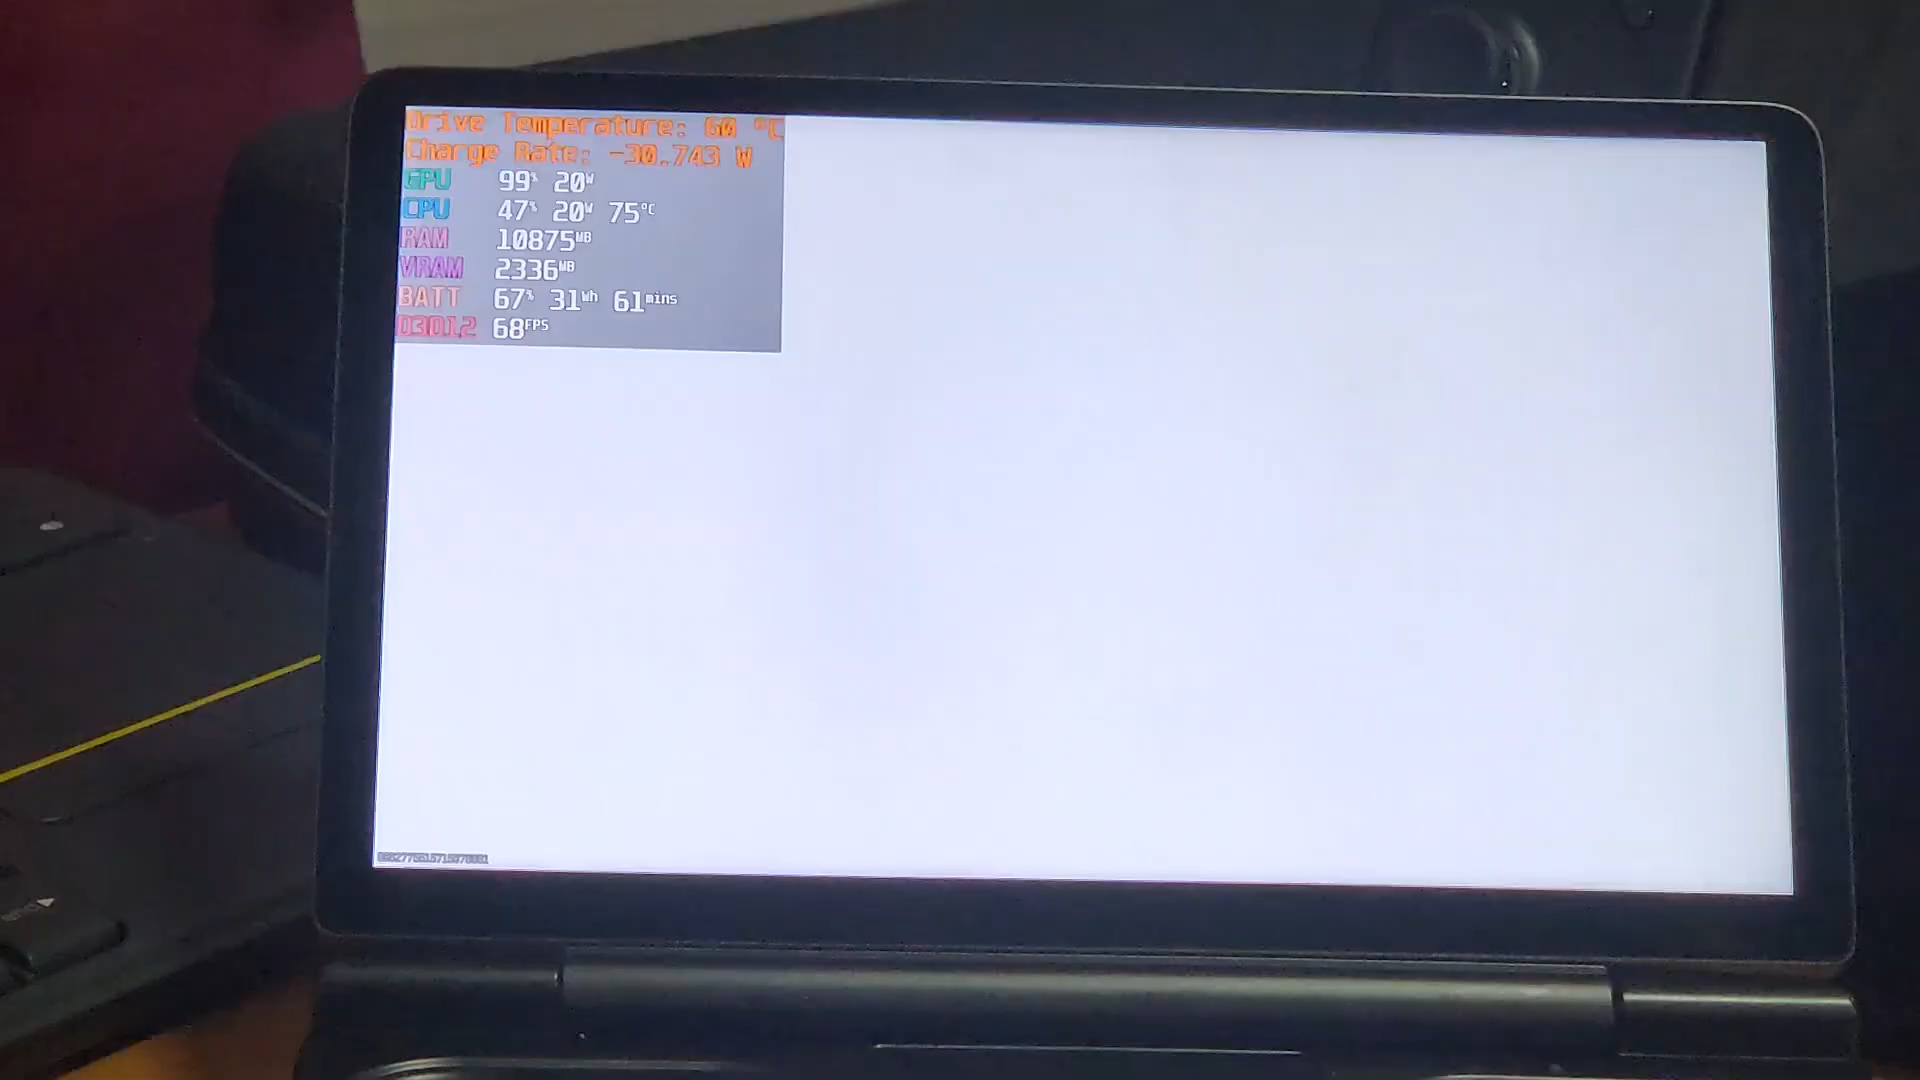 Drive Temperature: 60 °C
Charge Rate: -30.743 W
GPU 99% 20W
CPU 47% 20W 75°C
RAM 10875MB
VRAM 2336MB
BATT 67% 31Wh 61mins
D3D12 68FPS